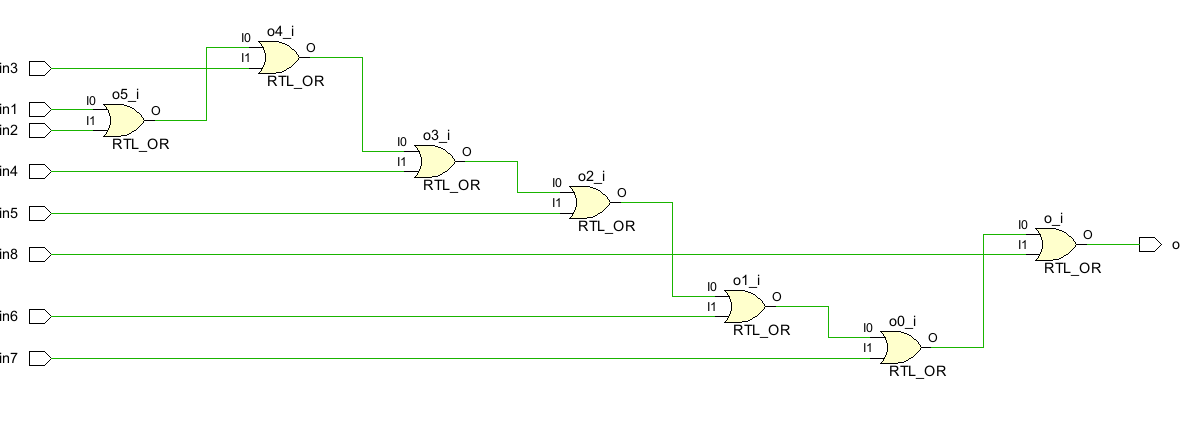 o4_i
I0
O
I1
in3
RTL_OR
o5_i
in1
I0
O
I1
in2
RTL_OR
o3_i
I0
O
I1
in4
RTL_OR
o2_i
I0
O
I1
in5
RTL_OR
o_i
I0
O
I1
o
in8
RTL_OR
o1_i
I0
O
I1
in6
RTL_OR
o0_i
I0
O
I1
in7
RTL_OR